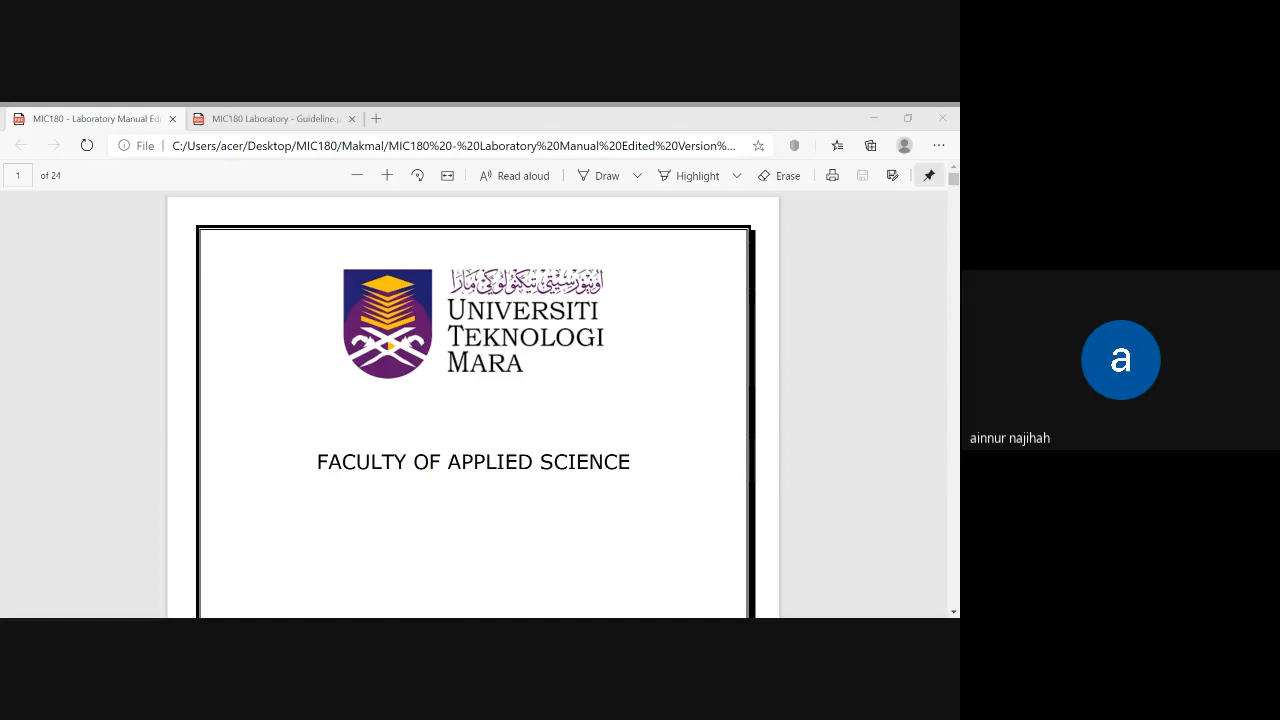 MIC180 - Laboratory Manual Edi
MIC180 Laboratory - Guideline.p
File
C:/Users/acer/Desktop/MIC180/Makmal/MIC180%20-%20Laboratory%20Manual%20Edited%20Version%...
1 of 24
Read aloud
Draw
Highlight
Erase
اونيۏرسيتي تيكنولوڬي مارا
UNIVERSITI
TEKNOLOGI
MARA
FACULTY OF APPLIED SCIENCE
a
ainnur najihah